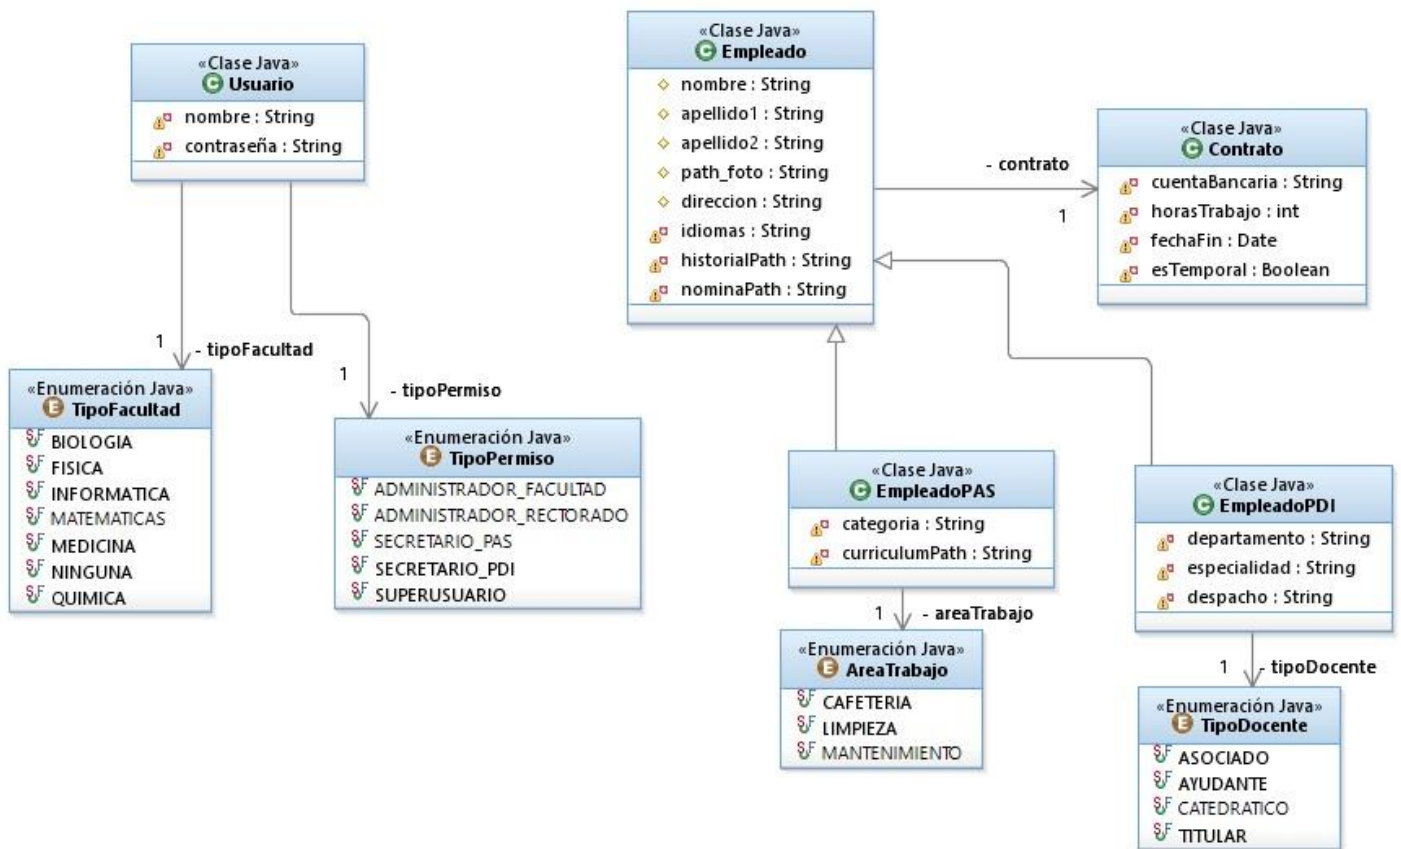 «Clase Java»
Usuario
nombre : String
contraseña : String
«Clase Java»
Empleado
nombre : String
apellido1 : String
apellido2 : String
path_foto : String
direccion : String
idiomas : String
historialPath : String
nominaPath : String
- contrato
1
«Clase Java»
Contrato
cuentaBancaria : String
horasTrabajo : int
fechaFin : Date
esTemporal : Boolean
1
- tipoFacultad
«Enumeración Java»
TipoFacultad
BIOLOGIA
FISICA
INFORMATICA
MATEMATICAS
MEDICINA
NINGUNA
QUIMICA
1
- tipoPermiso
«Enumeración Java»
TipoPermiso
ADMINISTRADOR_FACULTAD
ADMINISTRADOR_RECTORADO
SECRETARIO_PAS
SECRETARIO_PDI
SUPERUSUARIO
«Clase Java»
EmpleadoPAS
categoria : String
curriculumPath : String
1
- areaTrabajo
«Enumeración Java»
AreaTrabajo
CAFETERIA
LIMPIEZA
MANTENIMIENTO
«Clase Java»
EmpleadoPDI
departamento : String
especialidad : String
despacho : String
1
- tipoDocente
«Enumeración Java»
TipoDocente
ASOCIADO
AYUDANTE
CATEDRATICO
TITULAR